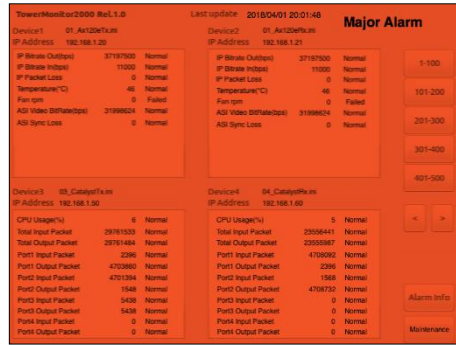 TowerMonitor2000 Rel.1.0 Last update 2018/04/01 20:01:48 Major Alarm
Device1 01_Ax120eTx.ini
IP Address 192.168.1.20
IP Bitrate Out(bps) 37197500 Normal
IP Bitrate In(bps) 11000 Normal
IP Packet Loss 0 Normal
Temperature(°C) 46 Normal
Fan rpm 0 Failed
ASI Video BitRate(bps) 31998624 Normal
ASI Sync Loss 0 Normal
Device2 01_Ax120eRx.ini
IP Address 192.168.1.21
IP Bitrate Out(bps) 37197500 Normal
IP Bitrate In(bps) 11000 Normal
IP Packet Loss 0 Normal
Temperature(°C) 46 Normal
Fan rpm 0 Failed
ASI Video BitRate(bps) 31998624 Normal
ASI Sync Loss 0 Normal
Device3 03_CatalystTx.ini
IP Address 192.168.1.50
CPU Usage(%) 6 Normal
Total Input Packet 29761533 Normal
Total Output Packet 29761484 Normal
Port1 Input Packet 2396 Normal
Port1 Output Packet 4703860 Normal
Port2 Input Packet 4701394 Normal
Port2 Output Packet 1548 Normal
Port3 Input Packet 5438 Normal
Port3 Output Packet 5438 Normal
Port4 Input Packet 0 Normal
Port4 Output Packet 0 Normal
Device4 04_CatalystRx.ini
IP Address 192.168.1.60
CPU Usage(%) 5 Normal
Total Input Packet 23556441 Normal
Total Output Packet 23555987 Normal
Port1 Input Packet 4708092 Normal
Port1 Output Packet 2396 Normal
Port2 Input Packet 1568 Normal
Port2 Output Packet 4708732 Normal
Port3 Input Packet 0 Normal
Port3 Output Packet 0 Normal
Port4 Input Packet 0 Normal
Port4 Output Packet 0 Normal
1-100
101-200
201-300
301-400
401-500
< >
Alarm Info
Maintenance